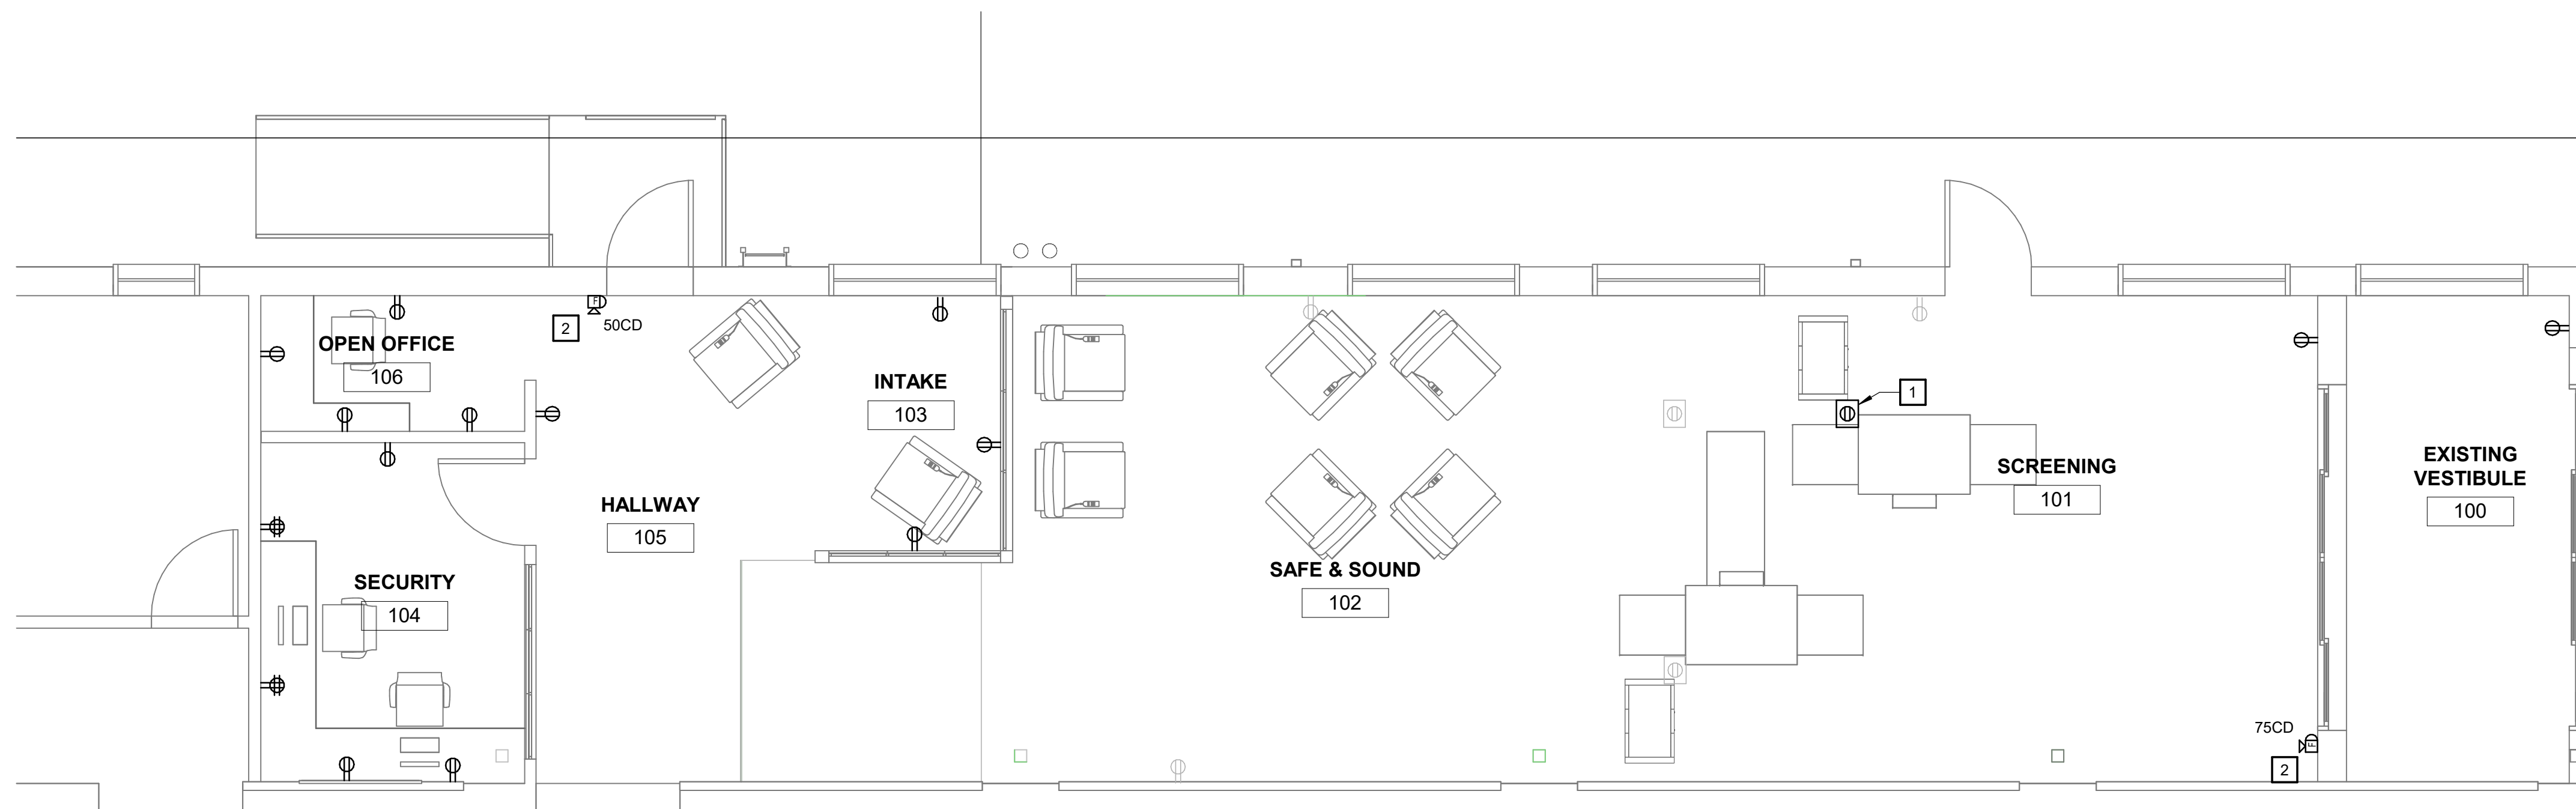 2
50CD
OPEN OFFICE
106
INTAKE
103
1
SCREENING
101
EXISTING
VESTIBULE
100
HALLWAY
105
SECURITY
104
SAFE & SOUND
102
75CD
2
F
F